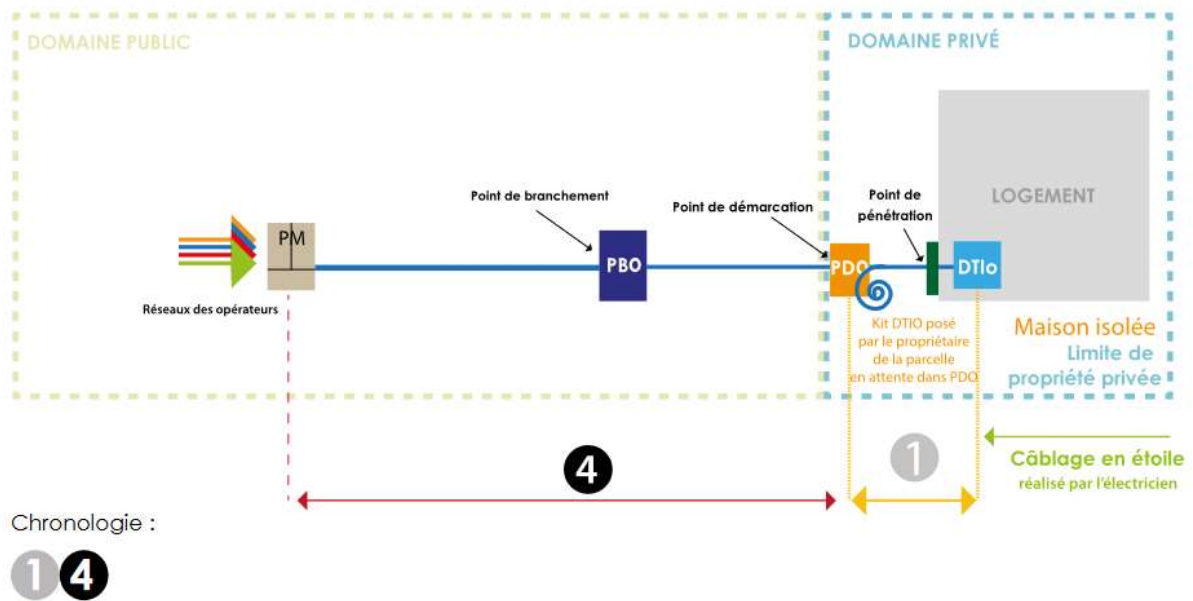 DOMAINE PUBLIC
DOMAINE PRIVÉ
Point de branchement
Point de démarcation
Point de
pénétration
LOGEMENT
PM
PBO
PDO
DTIo
Réseaux des opérateurs
Kit DTIO posé
par le propriétaire
de la parcelle
en attente dans PDO
Maison isolée
Limite de
propriété privée
4
1
Câblage en étoile
réalisé par l'électricien
Chronologie :
1 4